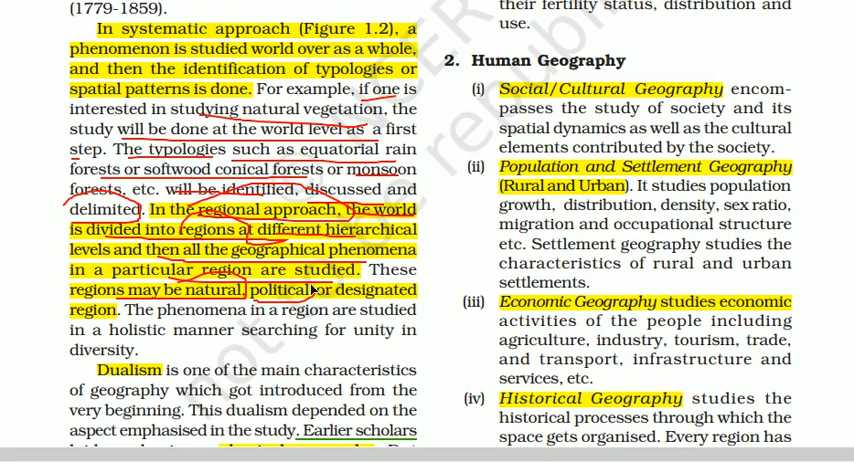 (1779-1859).
In systematic approach (Figure 1.2), a
phenomenon is studied world over as a whole,
and then the identification of typologies or
spatial patterns is done. For example, if one is
interested in studying natural vegetation, the
study will be done at the world level as a first
step. The typologies such as equatorial rain
forests or softwood conical forests or monsoon
forests, etc. will be identified, discussed and
delimited. In the regional approach, the world
is divided into regions at different hierarchical
levels and then all the geographical phenomena
in a particular region are studied. These
regions may be natural, political or designated
region. The phenomena in a region are studied
in a holistic manner searching for unity in
diversity.
Dualism is one of the main characteristics
of geography which got introduced from the
very beginning. This dualism depended on the
aspect emphasised in the study. Earlier scholars
their fertility status, distribution and
use.
2. Human Geography
(i) Social/Cultural Geography encom-
passes the study of society and its
spatial dynamics as well as the cultural
elements contributed by the society.
(ii) Population and Settlement Geography
(Rural and Urban). It studies population
growth, distribution, density, sex ratio,
migration and occupational structure
etc. Settlement geography studies the
characteristics of rural and urban
settlements.
(iii) Economic Geography studies economic
activities of the people including
agriculture, industry, tourism, trade,
and transport, infrastructure and
services, etc.
(iv) Historical Geography studies the
historical processes through which the
space gets organised. Every region has